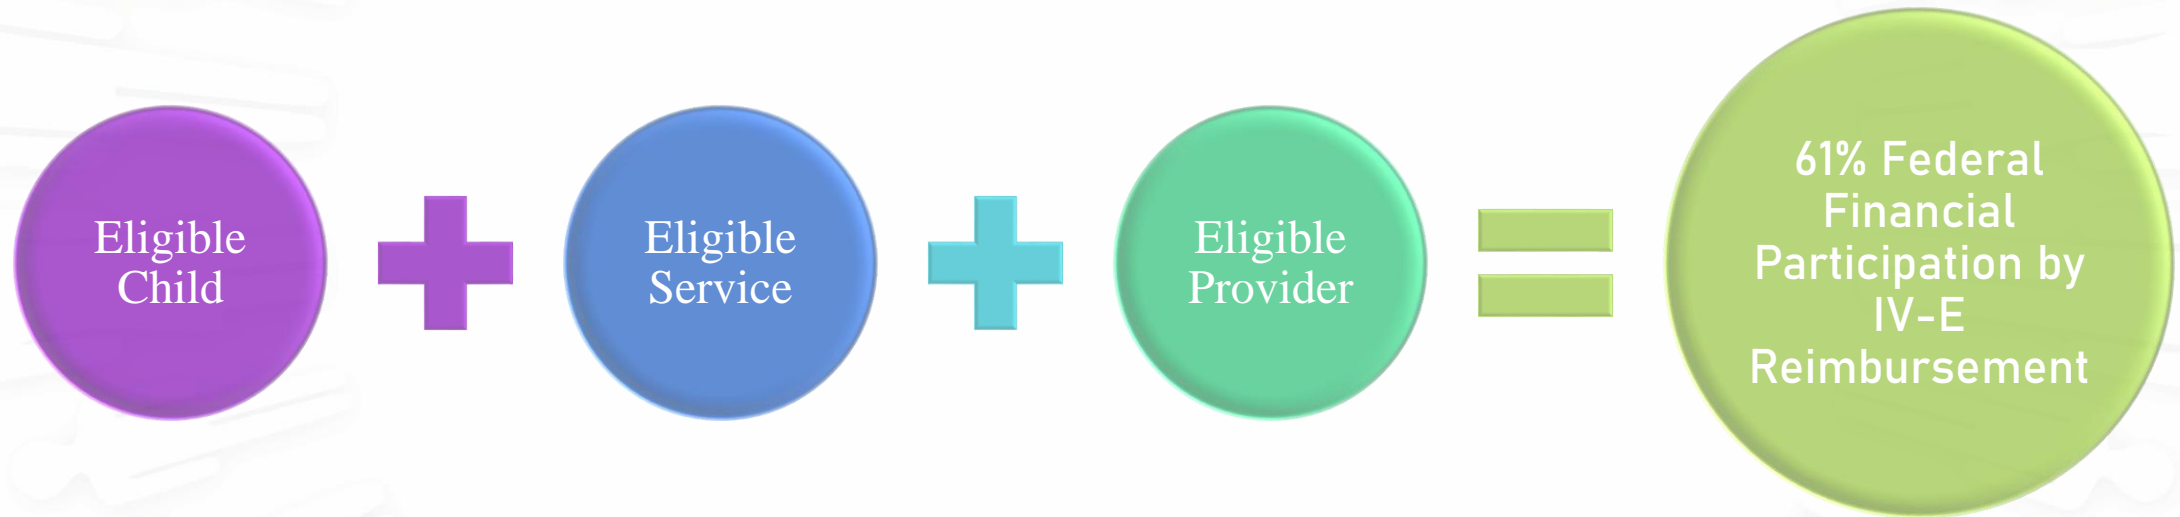 Eligible
Child
Eligible
Service
Eligible
Provider
61% Federal
Financial
Participation by
IV-E
Reimbursement